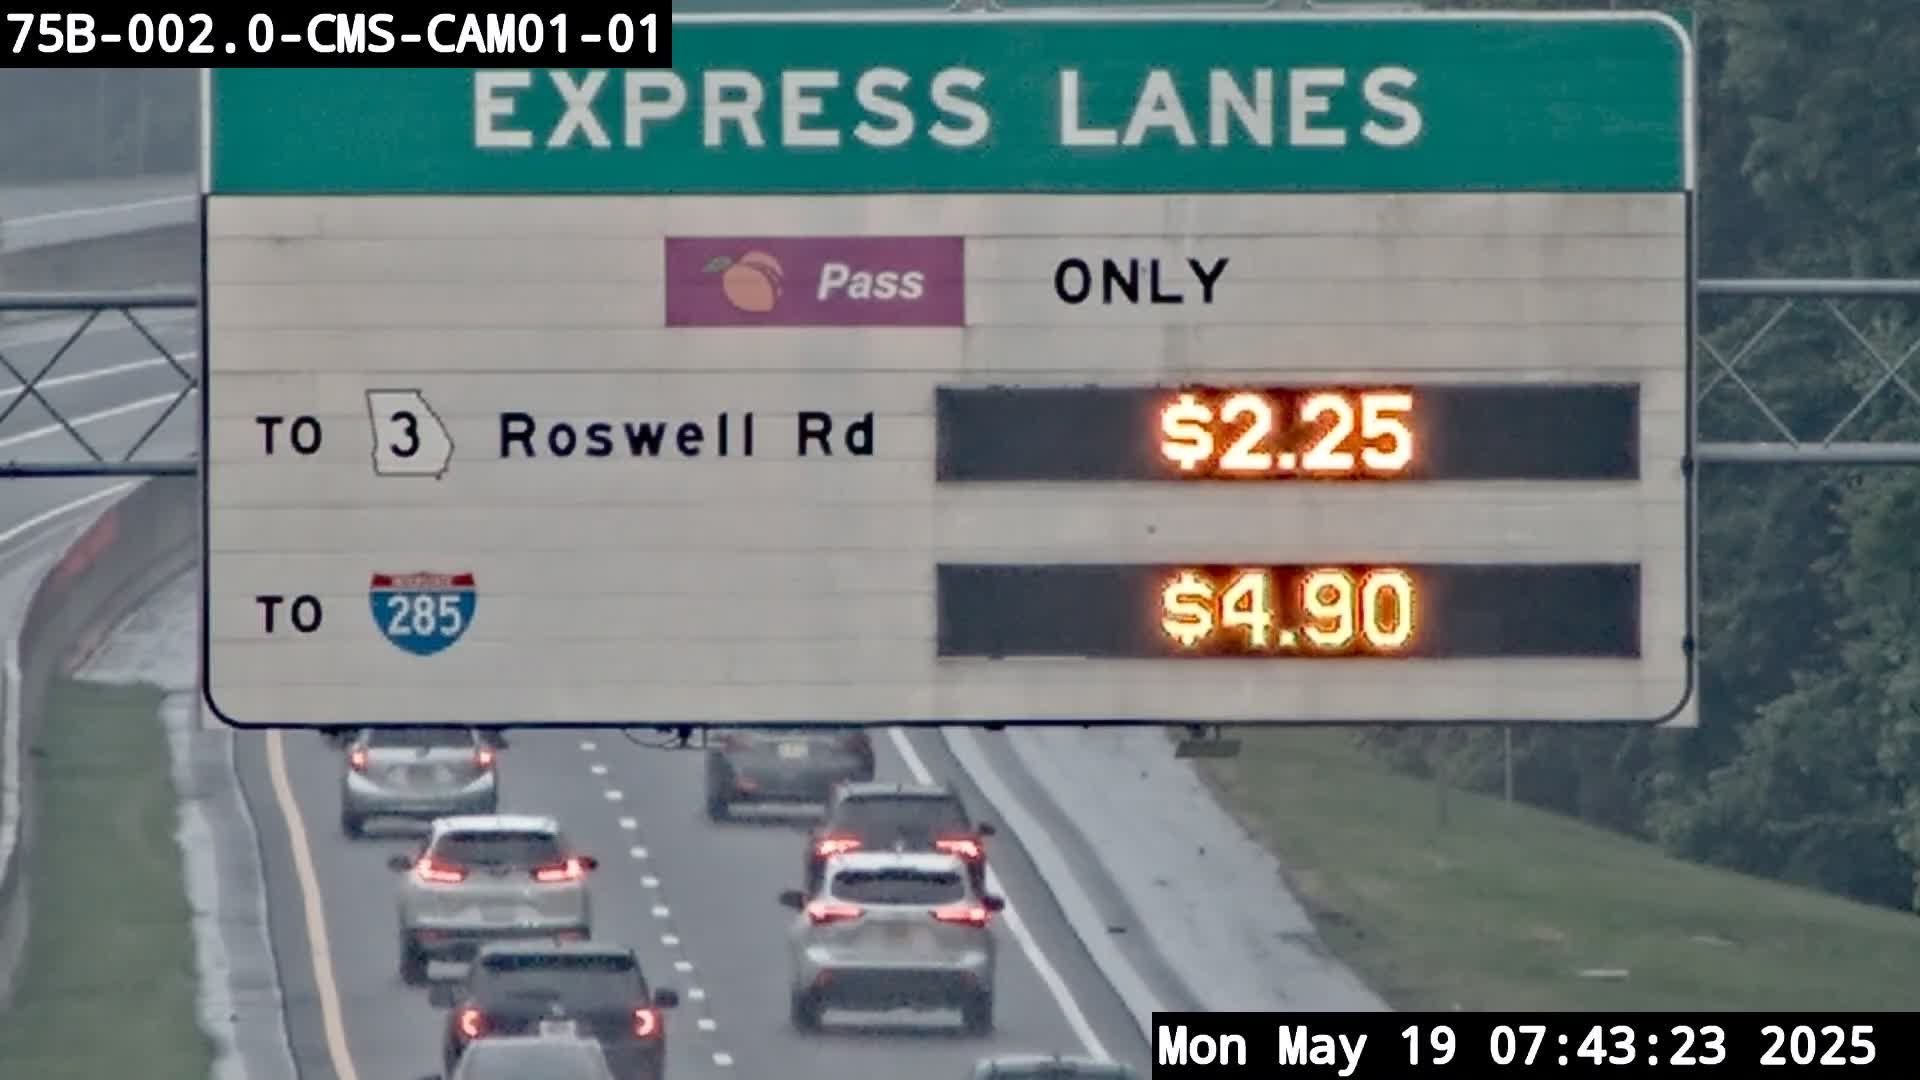 75B-002.0-CMS-CAM01-01
EXPRESS LANES
Pass ONLY
TO 3 Roswell Rd $2.25
INTERSTATE
TO 285 $4.90
Mon May 19 07:43:23 2025